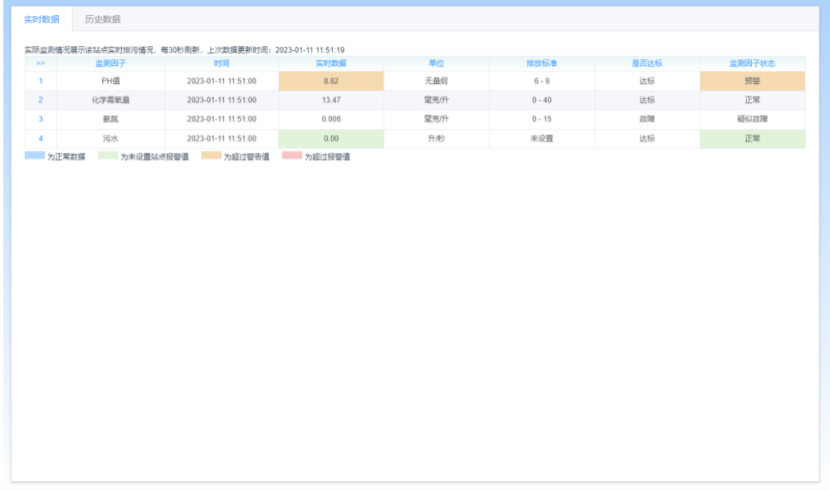 实时数据 历史数据
实际监测情况展示该站点实时排污情况，每30秒刷新，上次数据更新时间：2023-01-11 11:51:19
>> 监测因子 时间 实时数据 单位 排放标准 是否达标 监测因子状态
1 PH值 2023-01-11 11:51:00 8.82 无量纲 6 - 9 达标 预警
2 化学需氧量 2023-01-11 11:51:00 13.47 毫克/升 0 - 40 达标 正常
3 氨氮 2023-01-11 11:51:00 0.006 毫克/升 0 - 15 故障 疑似故障
4 污水 2023-01-11 11:51:00 0.00 升/秒 未设置 达标 正常
为正常数据 为未设置站点报警值 为超过警告值 为超过报警值